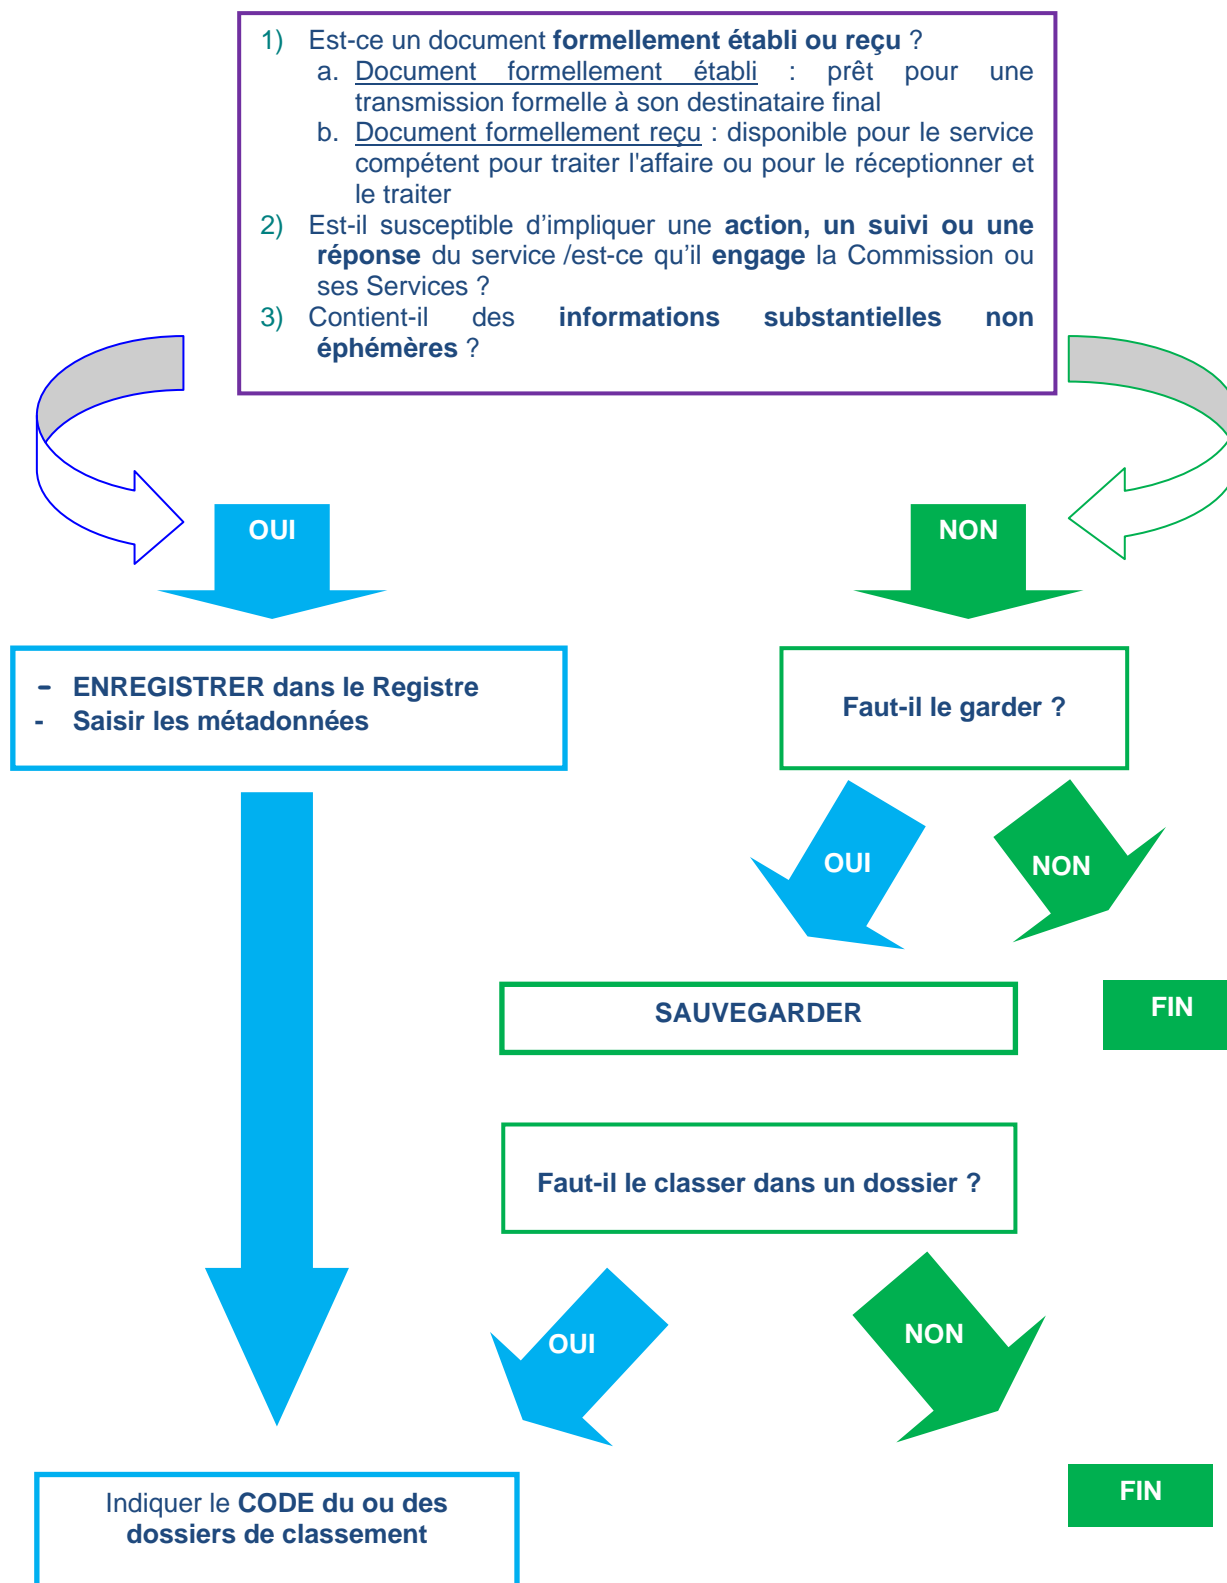 1) Est-ce un document formellement établi ou reçu ?
a. Document formellement établi : prêt pour une
transmission formelle à son destinataire final
b. Document formellement reçu : disponible pour le service
compétent pour traiter l'affaire ou pour le réceptionner et
le traiter
2) Est-il susceptible d’impliquer une action, un suivi ou une
réponse du service /est-ce qu’il engage la Commission ou
ses Services ?
3) Contient-il des informations substantielles non
éphémères ?
OUI
NON
- ENREGISTRER dans le Registre
- Saisir les métadonnées
Faut-il le garder ?
OUI
NON
SAUVEGARDER
FIN
Faut-il le classer dans un dossier ?
OUI
NON
Indiquer le CODE du ou des
dossiers de classement
FIN